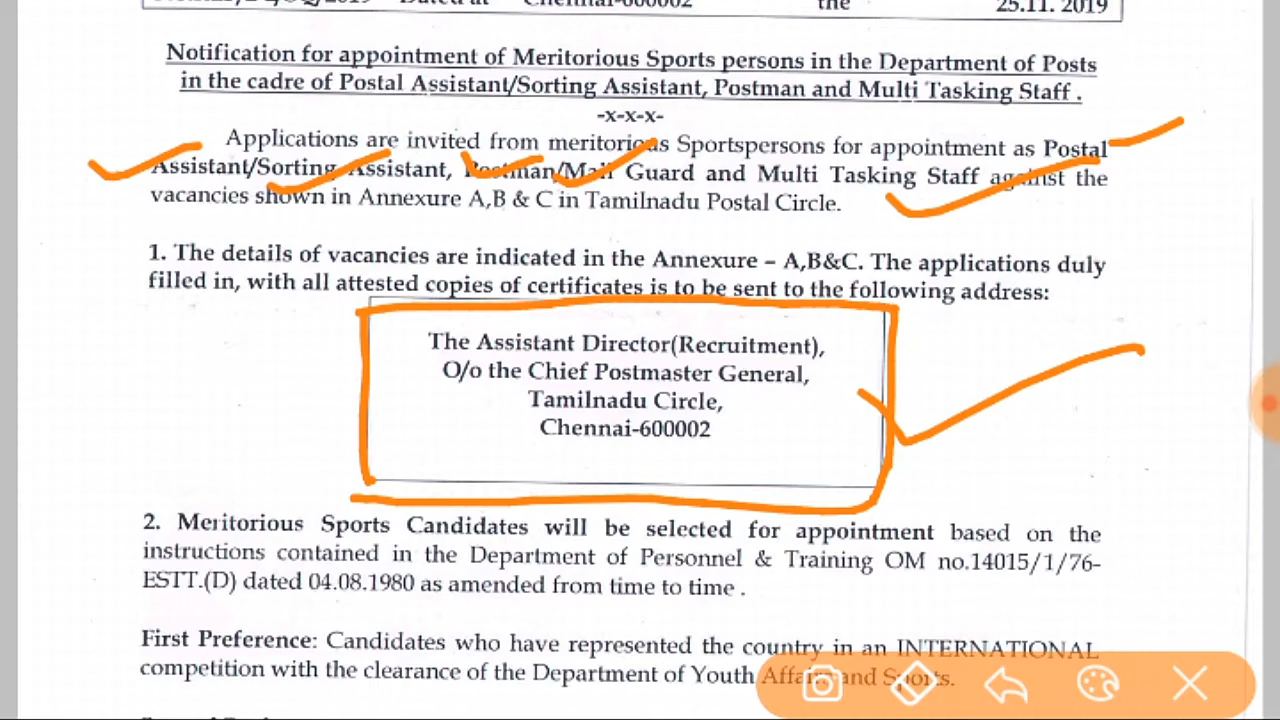 Chennai-600002 the 25.11. 2019
Notification for appointment of Meritorious Sports persons in the Department of Posts
in the cadre of Postal Assistant/Sorting Assistant, Postman and Multi Tasking Staff .
-x-x-x-
Applications are invited from meritorious Sportspersons for appointment as Postal
Assistant/Sorting Assistant, Postman/Mail Guard and Multi Tasking Staff against the
vacancies shown in Annexure A,B & C in Tamilnadu Postal Circle.
1. The details of vacancies are indicated in the Annexure – A,B&C. The applications duly
filled in, with all attested copies of certificates is to be sent to the following address:
The Assistant Director(Recruitment),
O/o the Chief Postmaster General,
Tamilnadu Circle,
Chennai-600002
2. Meritorious Sports Candidates will be selected for appointment based on the
instructions contained in the Department of Personnel & Training OM no.14015/1/76-
ESTT.(D) dated 04.08.1980 as amended from time to time .
First Preference: Candidates who have represented the country in an INTERNATIONAL
competition with the clearance of the Department of Youth Affairs and Sports.